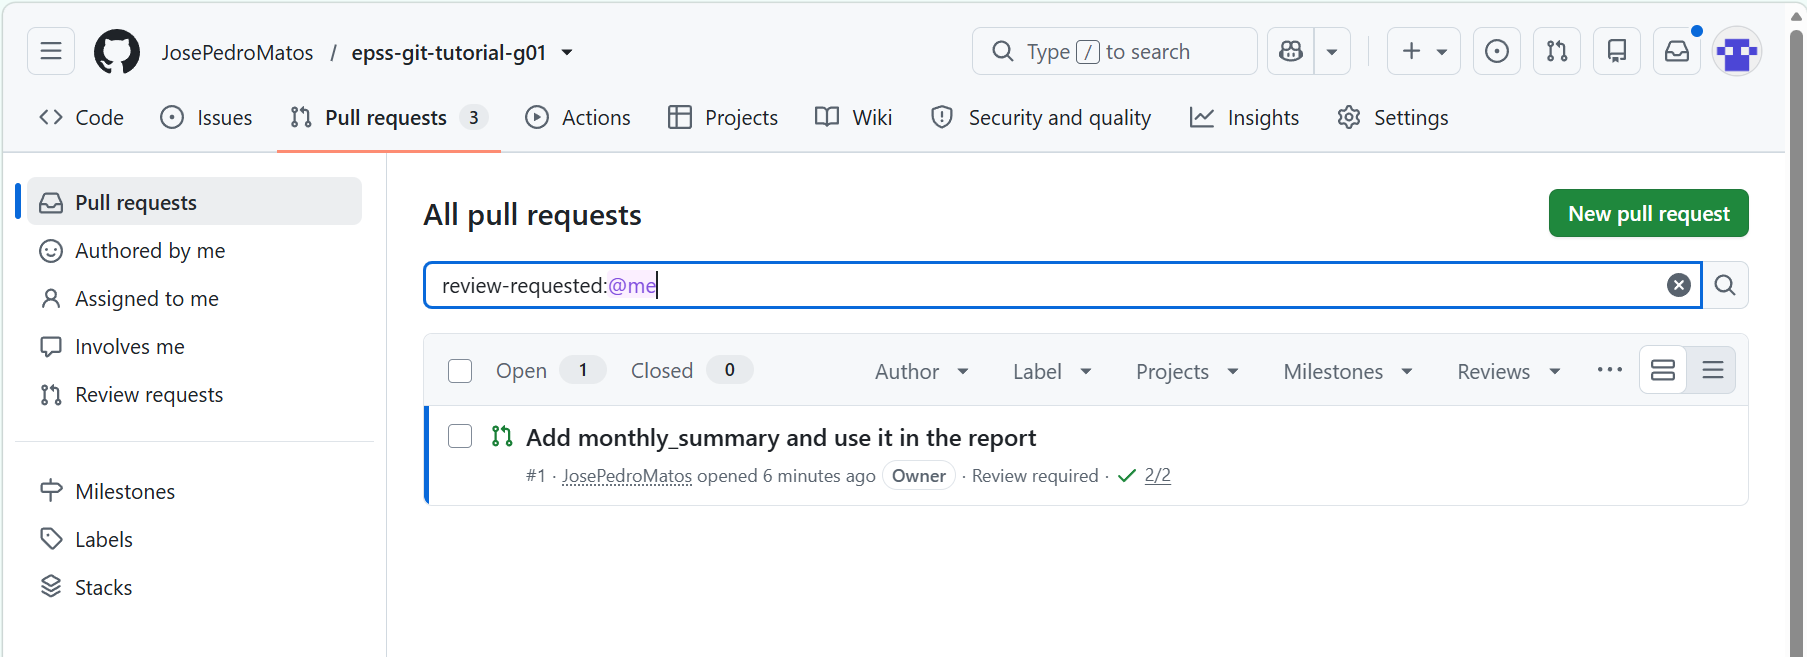 JosePedroMatos / epss-git-tutorial-g01
Type / to search
Code
Issues
Pull requests 3
Actions
Projects
Wiki
Security and quality
Insights
Settings
Pull requests
Authored by me
Assigned to me
Involves me
Review requests
Milestones
Labels
Stacks
All pull requests
New pull request
review-requested:@me
Open 1
Closed 0
Author
Label
Projects
Milestones
Reviews
Add monthly_summary and use it in the report
#1 · JosePedroMatos opened 6 minutes ago Owner · Review required · 2/2